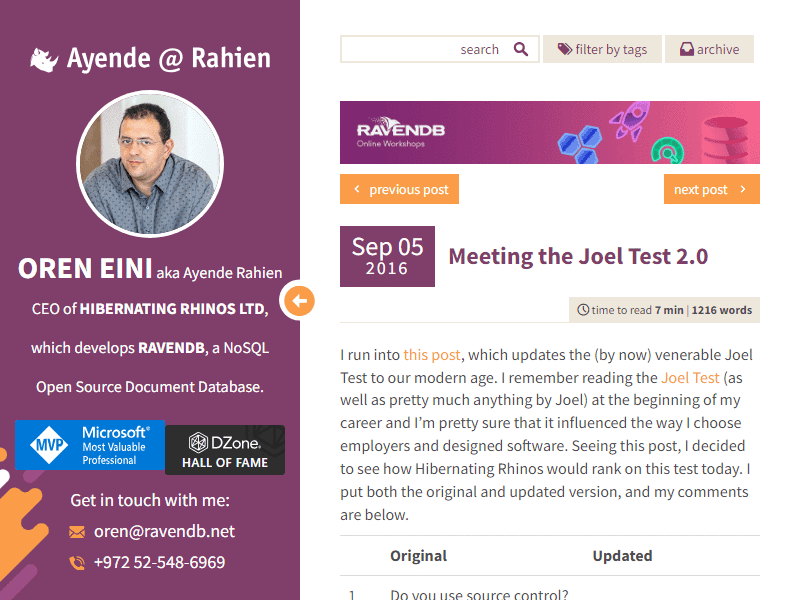 Ayende @ Rahien
OREN EINI aka Ayende Rahien
CEO of HIBERNATING RHINOS LTD,
which develops RAVENDB, a NoSQL
Open Source Document Database.
MVP
Microsoft®
Most Valuable
Professional
DZone.
HALL OF FAME
Get in touch with me:
oren@ravendb.net
+972 52-548-6969
search
filter by tags
archive
RAVENDB
Online Workshops
previous post
next post
Sep 05
2016
Meeting the Joel Test 2.0
time to read 7 min | 1216 words
I run into this post, which updates the (by now) venerable Joel
Test to our modern age. I remember reading the Joel Test (as
well as pretty much anything by Joel) at the beginning of my
career and I'm pretty sure that it influenced the way I choose
employers and designed software. Seeing this post, I decided
to see how Hibernating Rhinos would rank on this test today. I
put both the original and updated version, and my comments
are below.
Original Updated
1 Do you use source control?